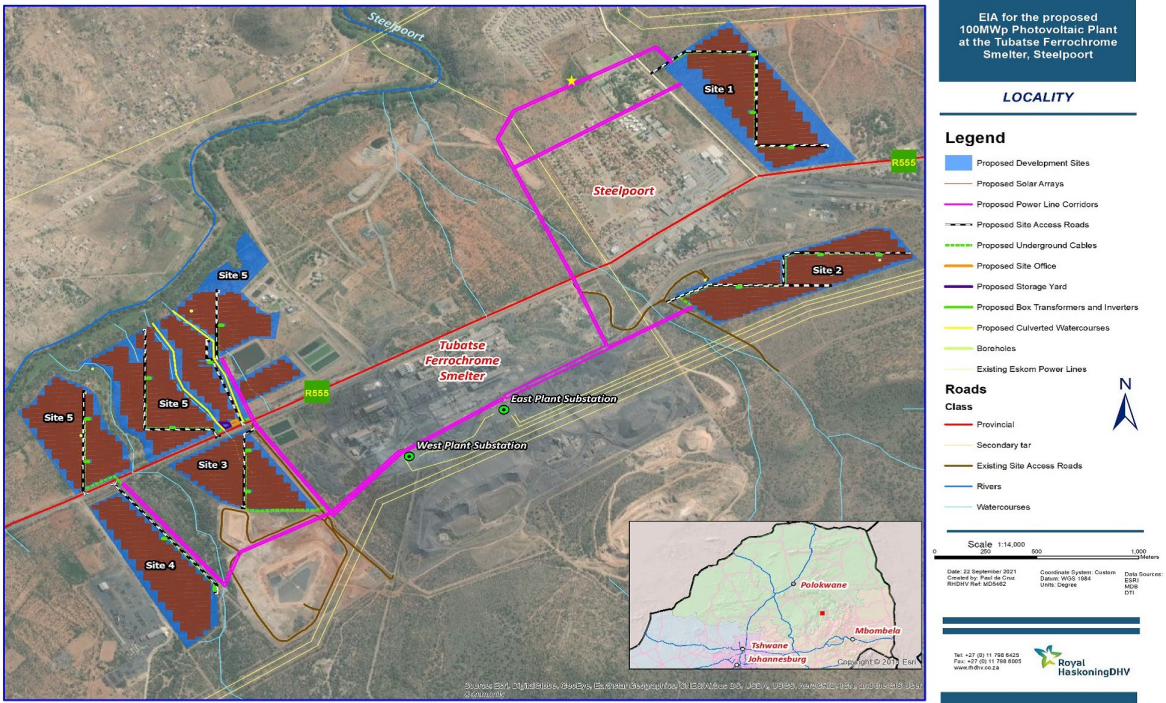 EIA for the proposed
100MWp Photovoltaic Plant
at the Tubatse Ferrochrome
Smelter, Steelpoort
LOCALITY
Legend
Proposed Development Sites
Proposed Solar Arrays
Proposed Power Line Corridors
Proposed Site Access Roads
Proposed Underground Cables
Proposed Site Office
Proposed Storage Yard
Proposed Box Transformers and Inverters
Proposed Culverted Watercourses
Boreholes
Existing Eskom Power Lines
Roads
Class
Provincial
Secondary tar
Existing Site Access Roads
Rivers
Watercourses
N
Scale 1:14,000
0 250 500 1,000
Meters
Date: 22 September 2021
Created by: Paul da Cruz
RHDHV Ref: MD5462
Coordinate System: Custom
Datum: WGS 1984
Units: Degree
Data Sources:
ESRI
MDB
DTI
Tel: +27 (0) 11 798 6425
Fax: +27 (0) 11 798 6005
www.rhdhv.co.za
Royal
HaskoningDHV
Steelpoort
Site 1
R555
Steelpoort
Site 2
Site 5
Tubatse
Ferrochrome
Smelter
R555
East Plant Substation
Site 5
Site 5
West Plant Substation
Site 3
Site 4
Polokwane
Mbombela
Tshwane
Johannesburg
Copyright © Esri